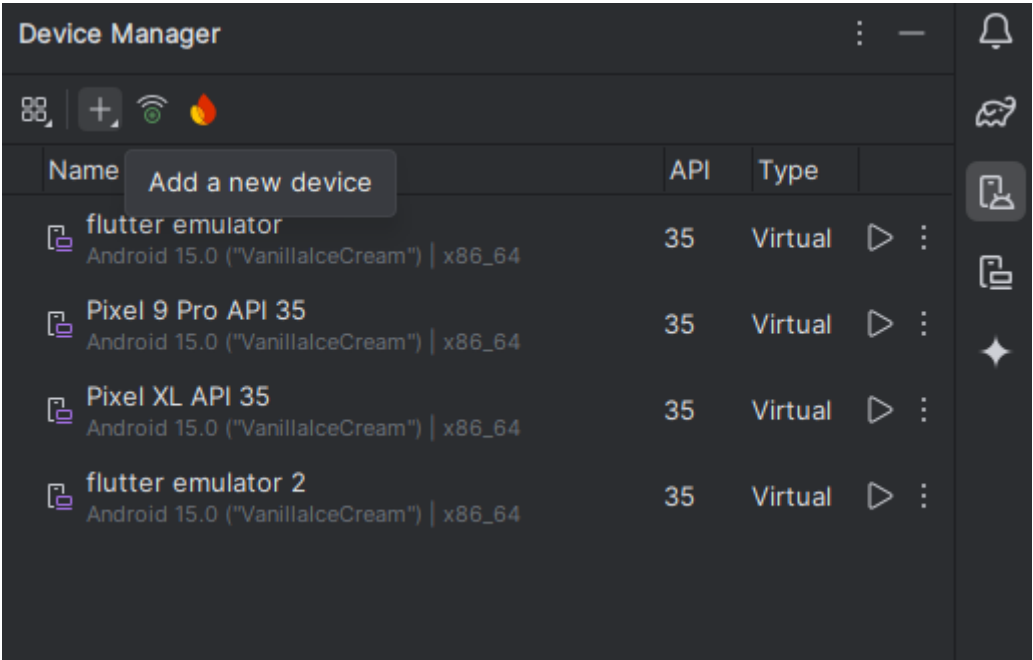 Device Manager
Name
Add a new device
API
Type
flutter emulator
Android 15.0 ("VanillaIceCream") | x86_64
35
Virtual
Pixel 9 Pro API 35
Android 15.0 ("VanillaIceCream") | x86_64
35
Virtual
Pixel XL API 35
Android 15.0 ("VanillaIceCream") | x86_64
35
Virtual
flutter emulator 2
Android 15.0 ("VanillaIceCream") | x86_64
35
Virtual